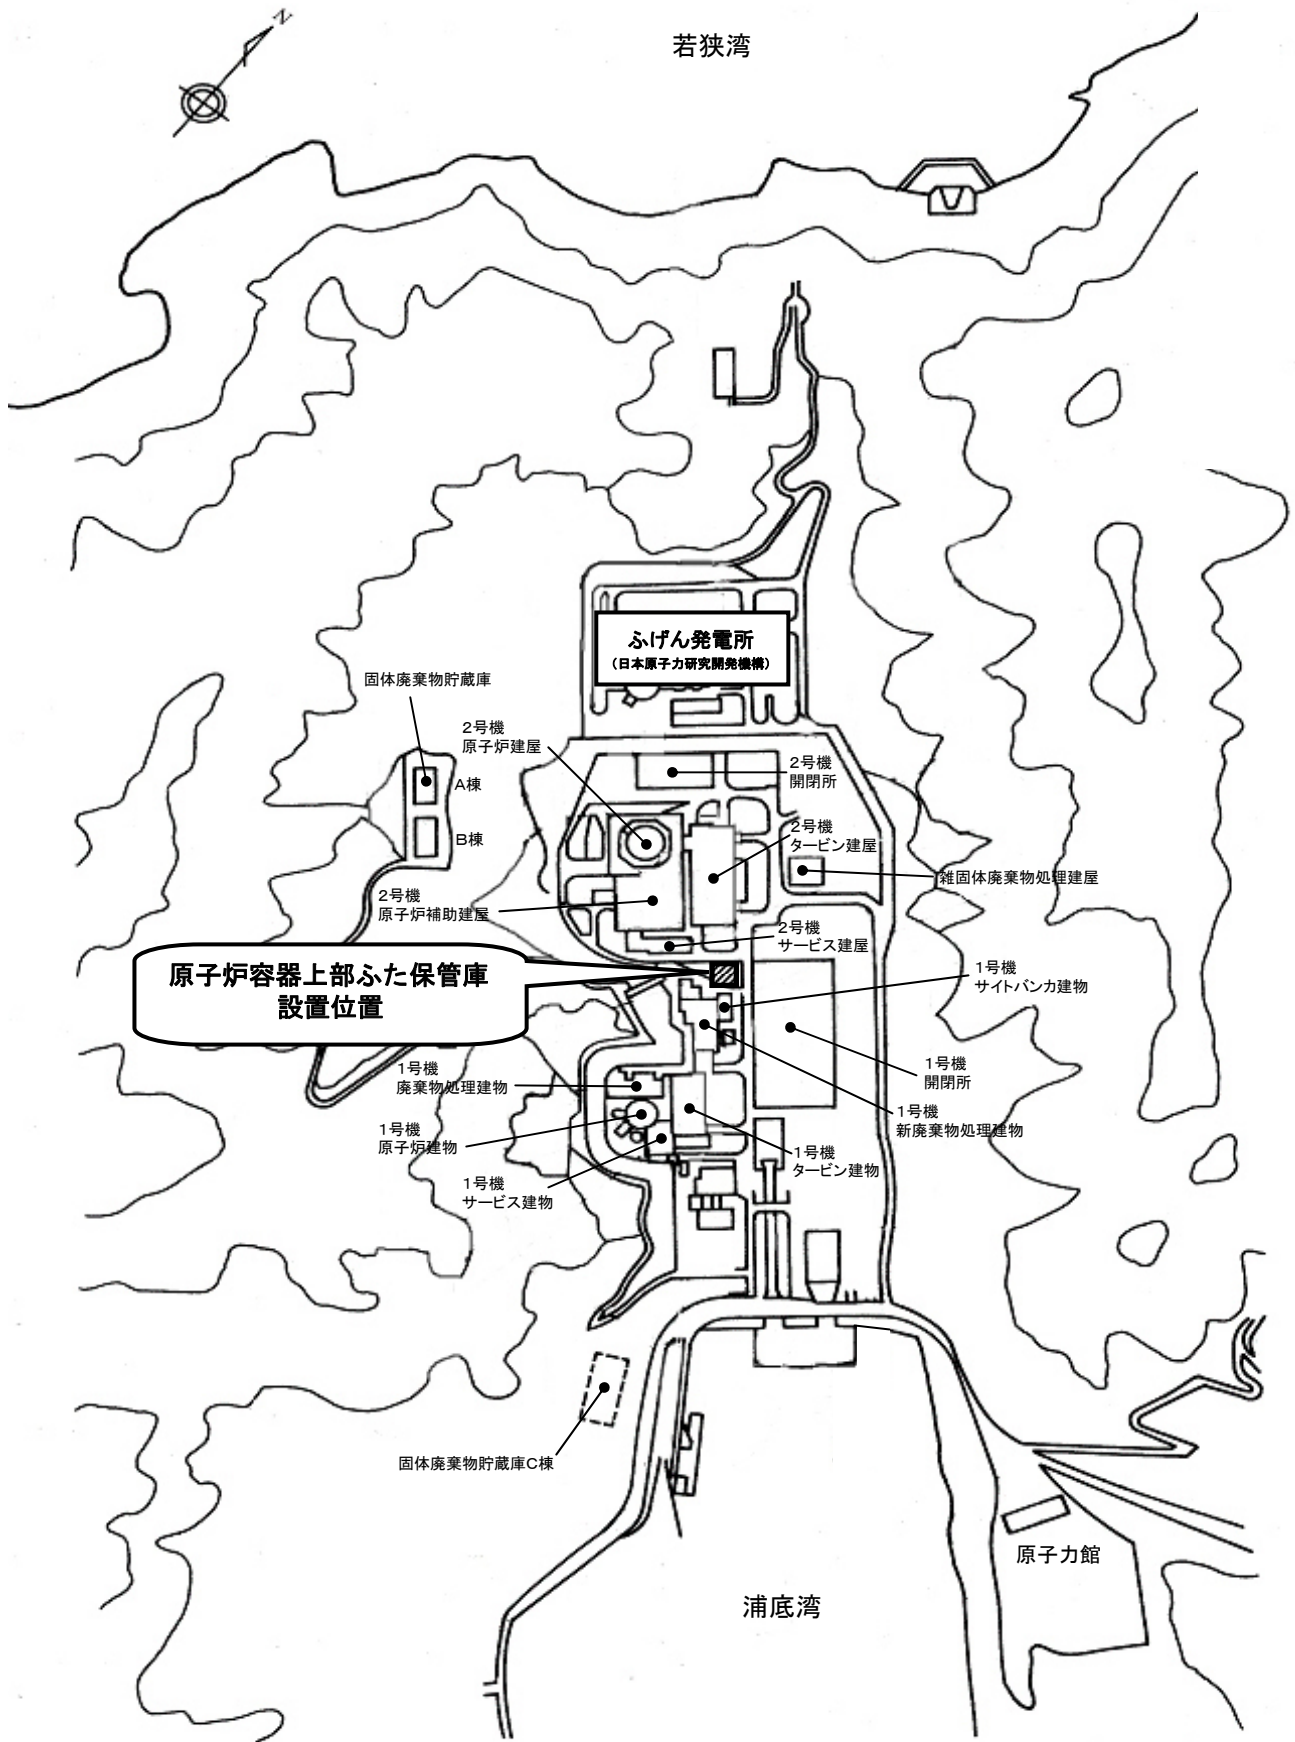 N
若狭湾
ふげん発電所
(日本原子力研究開発機構)
固体廃棄物貯蔵庫
2号機
原子炉建屋
2号機
開閉所
A棟
B棟
2号機
タービン建屋
雑固体廃棄物処理建屋
2号機
原子炉補助建屋
2号機
サービス建屋
原子炉容器上部ふた保管庫
設置位置
1号機
サイトバンカ建物
1号機
廃棄物処理建物
1号機
開閉所
1号機
新廃棄物処理建物
1号機
原子炉建物
1号機
タービン建物
1号機
サービス建物
固体廃棄物貯蔵庫C棟
原子力館
浦底湾